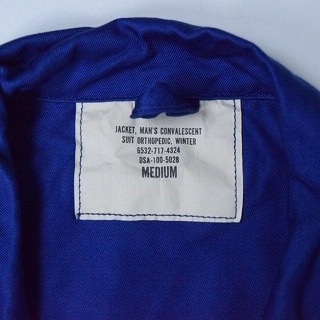 JACKET, MAN'S CONVALESCENT
SUIT ORTHOPEDIC, WINTER
6532-717-4324
DSA-100-5028
MEDIUM